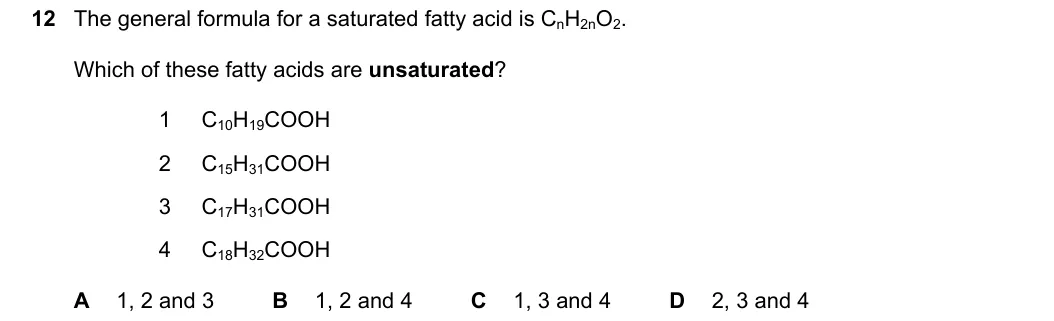 12 The general formula for a saturated fatty acid is CₙH₂ₙO₂.
Which of these fatty acids are unsaturated?
1 C₁₀H₁₉COOH
2 C₁₅H₃₁COOH
3 C₁₇H₃₁COOH
4 C₁₈H₃₂COOH
A 1, 2 and 3 B 1, 2 and 4 C 1, 3 and 4 D 2, 3 and 4